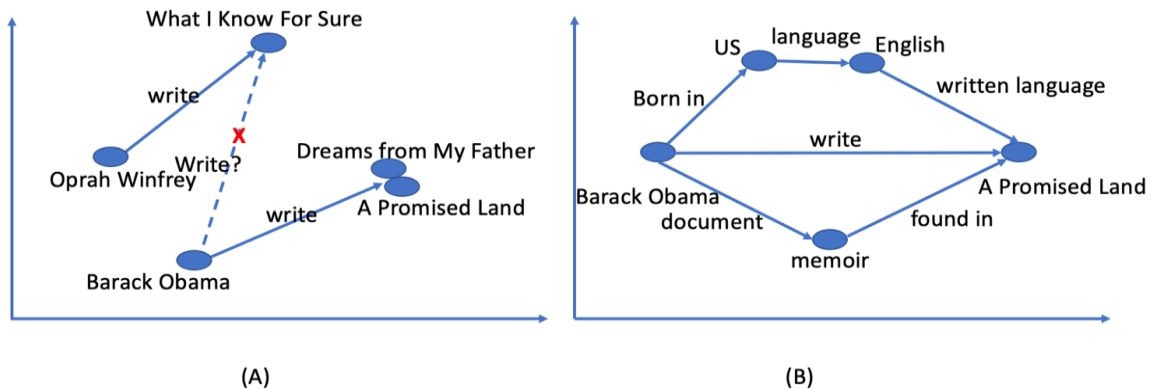 What I Know For Sure
write
X
Write?
Oprah Winfrey
Dreams from My Father
A Promised Land
write
Barack Obama
(A)
US
language
English
Born in
written language
write
Barack Obama
A Promised Land
document
found in
memoir
(B)